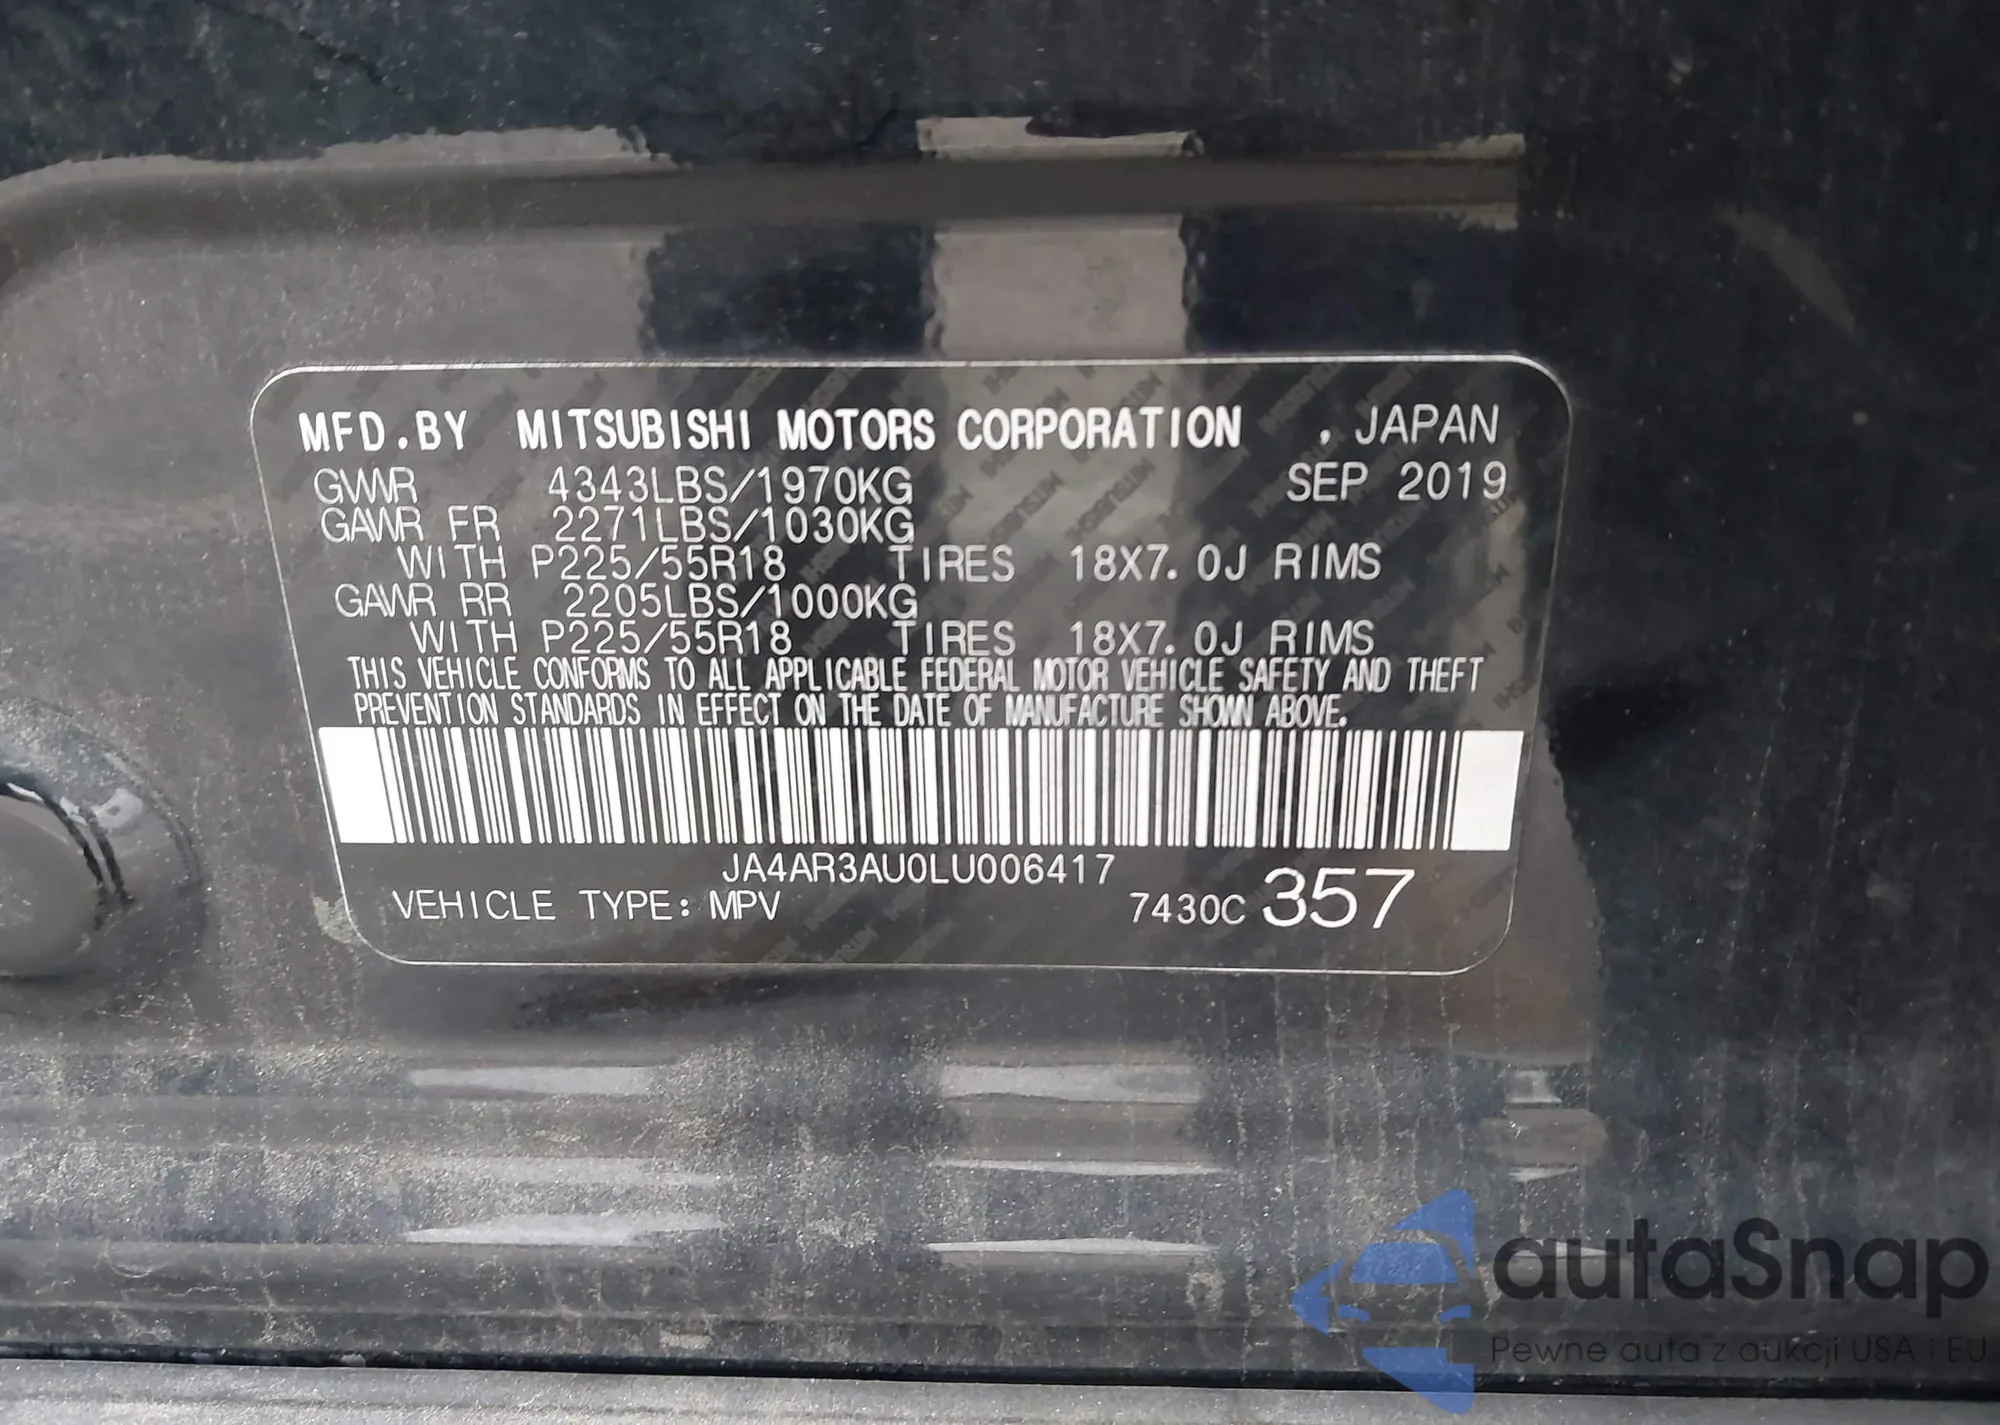 MFD.BY MITSUBISHI MOTORS CORPORATION , JAPAN
GVWR 4343LBS/1970KG SEP 2019
GAWR FR 2271LBS/1030KG
WITH P225/55R18 TIRES 18X7.0J RIMS
GAWR RR 2205LBS/1000KG
WITH P225/55R18 TIRES 18X7.0J RIMS
THIS VEHICLE CONFORMS TO ALL APPLICABLE FEDERAL MOTOR VEHICLE SAFETY AND THEFT
PREVENTION STANDARDS IN EFFECT ON THE DATE OF MANUFACTURE SHOWN ABOVE.
JA4AR3AU0LU006417
VEHICLE TYPE: MPV 7430C 357
autaSnap
Pewne auta z aukcji USA i EU